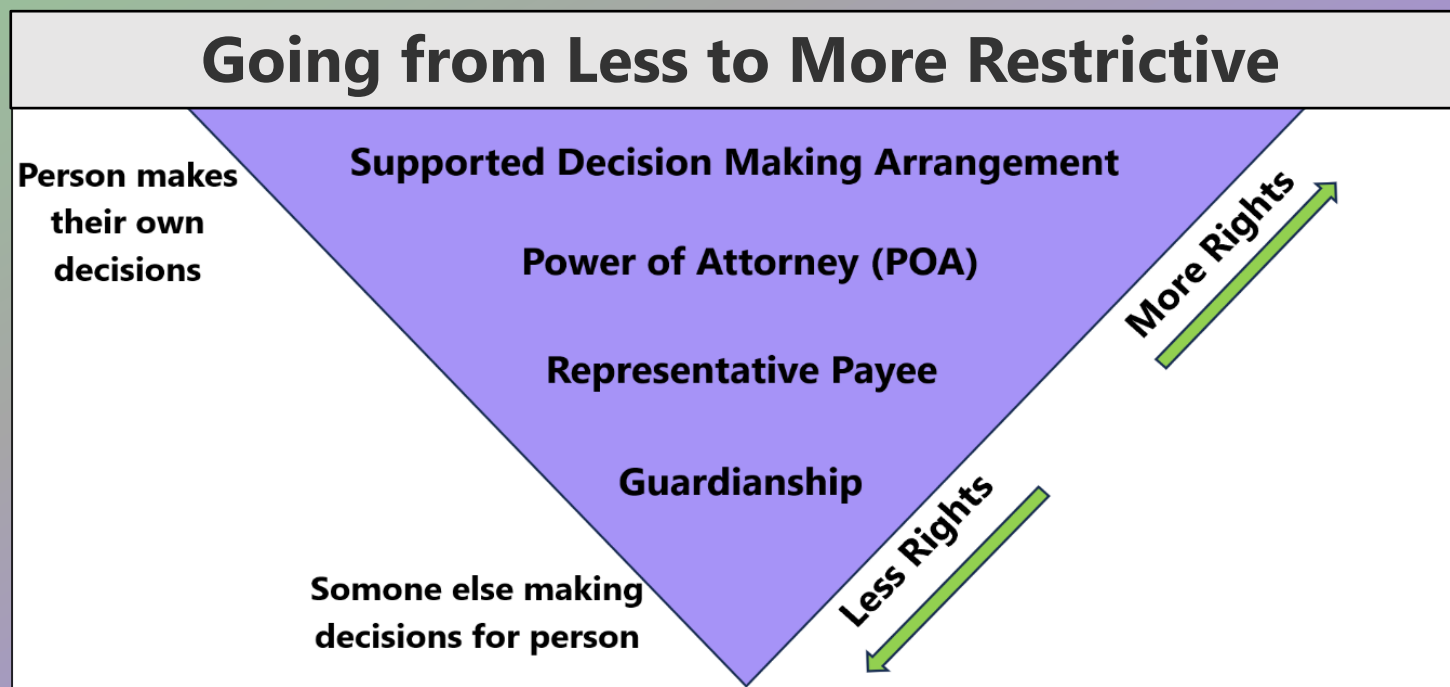 Going from Less to More Restrictive
Supported Decision Making Arrangement
Person makes
their own
decisions
Power of Attorney (POA)
More Rights
Representative Payee
Guardianship
Less Rights
Somone else making
decisions for person